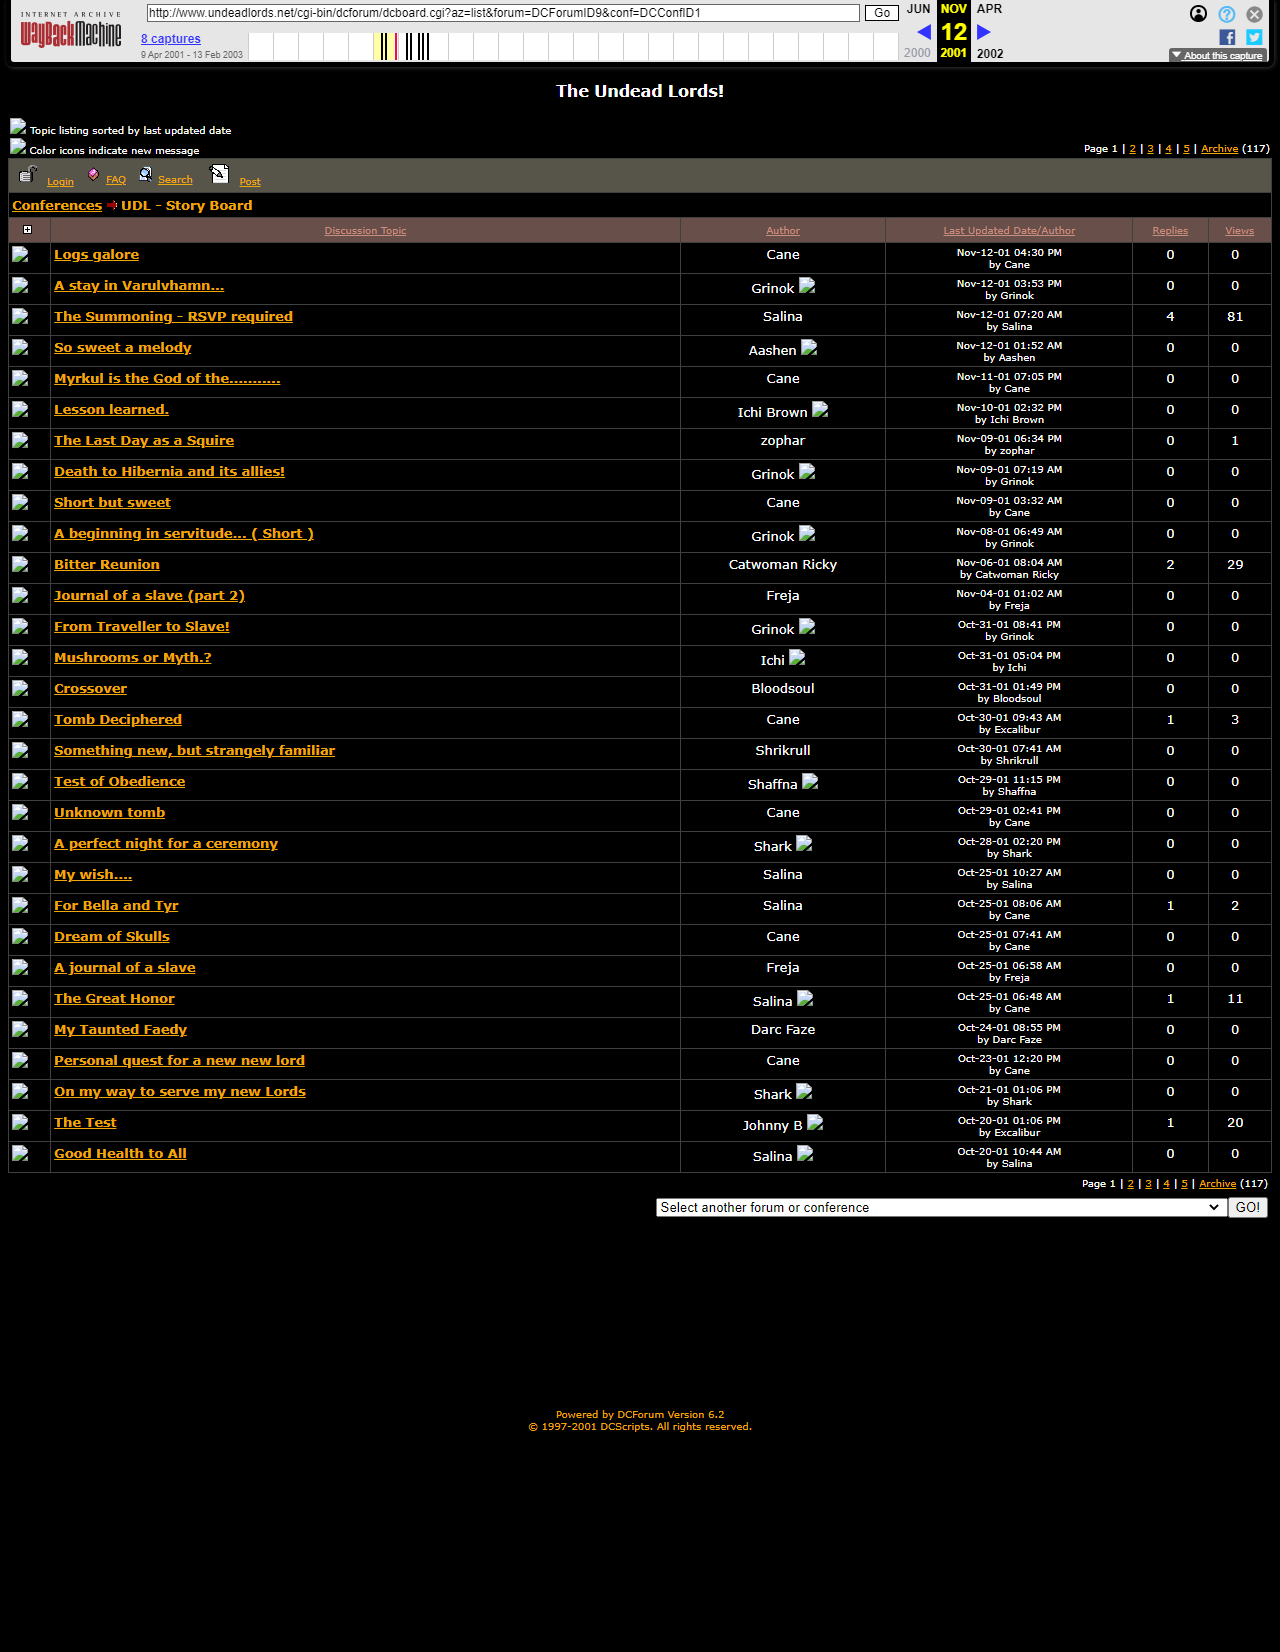 INTERNET ARCHIVE
WayBackMachine
http://www.undeadlords.net/cgi-bin/dcforum/dcboard.cgi?az=list&forum=DCForumID9&conf=DCConfID1 Go
8 captures
9 Apr 2001 - 13 Feb 2003
JUN NOV APR
12
2000 2001 2002
About this capture
The Undead Lords!
Topic listing sorted by last updated date
Color icons indicate new message
Page 1 | 2 | 3 | 4 | 5 | Archive (117)
Login FAQ Search Post
Conferences UDL - Story Board
Discussion Topic Author Last Updated Date/Author Replies Views
Logs galore Cane Nov-12-01 04:30 PM by Cane 0 0
A stay in Varulvhamn... Grinok Nov-12-01 03:53 PM by Grinok 0 0
The Summoning - RSVP required Salina Nov-12-01 07:20 AM by Salina 4 81
So sweet a melody Aashen Nov-12-01 01:52 AM by Aashen 0 0
Myrkul is the God of the........... Cane Nov-11-01 07:05 PM by Cane 0 0
Lesson learned. Ichi Brown Nov-10-01 02:32 PM by Ichi Brown 0 0
The Last Day as a Squire zophar Nov-09-01 06:34 PM by zophar 0 1
Death to Hibernia and its allies! Grinok Nov-09-01 07:19 AM by Grinok 0 0
Short but sweet Cane Nov-09-01 03:32 AM by Cane 0 0
A beginning in servitude... ( Short ) Grinok Nov-08-01 06:49 AM by Grinok 0 0
Bitter Reunion Catwoman Ricky Nov-06-01 08:04 AM by Catwoman Ricky 2 29
Journal of a slave (part 2) Freja Nov-04-01 01:02 AM by Freja 0 0
From Traveller to Slave! Grinok Oct-31-01 08:41 PM by Grinok 0 0
Mushrooms or Myth.? Ichi Oct-31-01 05:04 PM by Ichi 0 0
Crossover Bloodsoul Oct-31-01 01:49 PM by Bloodsoul 0 0
Tomb Deciphered Cane Oct-30-01 09:43 AM by Excalibur 1 3
Something new, but strangely familiar Shrikrull Oct-30-01 07:41 AM by Shrikrull 0 0
Test of Obedience Shaffna Oct-29-01 11:15 PM by Shaffna 0 0
Unknown tomb Cane Oct-29-01 02:41 PM by Cane 0 0
A perfect night for a ceremony Shark Oct-28-01 02:20 PM by Shark 0 0
My wish.... Salina Oct-25-01 10:27 AM by Salina 0 0
For Bella and Tyr Salina Oct-25-01 08:06 AM by Cane 1 2
Dream of Skulls Cane Oct-25-01 07:41 AM by Cane 0 0
A journal of a slave Freja Oct-25-01 06:58 AM by Freja 0 0
The Great Honor Salina Oct-25-01 06:48 AM by Cane 1 11
My Taunted Faedy Darc Faze Oct-24-01 08:55 PM by Darc Faze 0 0
Personal quest for a new new lord Cane Oct-23-01 12:20 PM by Cane 0 0
On my way to serve my new Lords Shark Oct-21-01 01:06 PM by Shark 0 0
The Test Johnny B Oct-20-01 01:06 PM by Excalibur 1 20
Good Health to All Salina Oct-20-01 10:44 AM by Salina 0 0
Page 1 | 2 | 3 | 4 | 5 | Archive (117)
Select another forum or conference GO!
Powered by DCForum Version 6.2
© 1997-2001 DCScripts. All rights reserved.